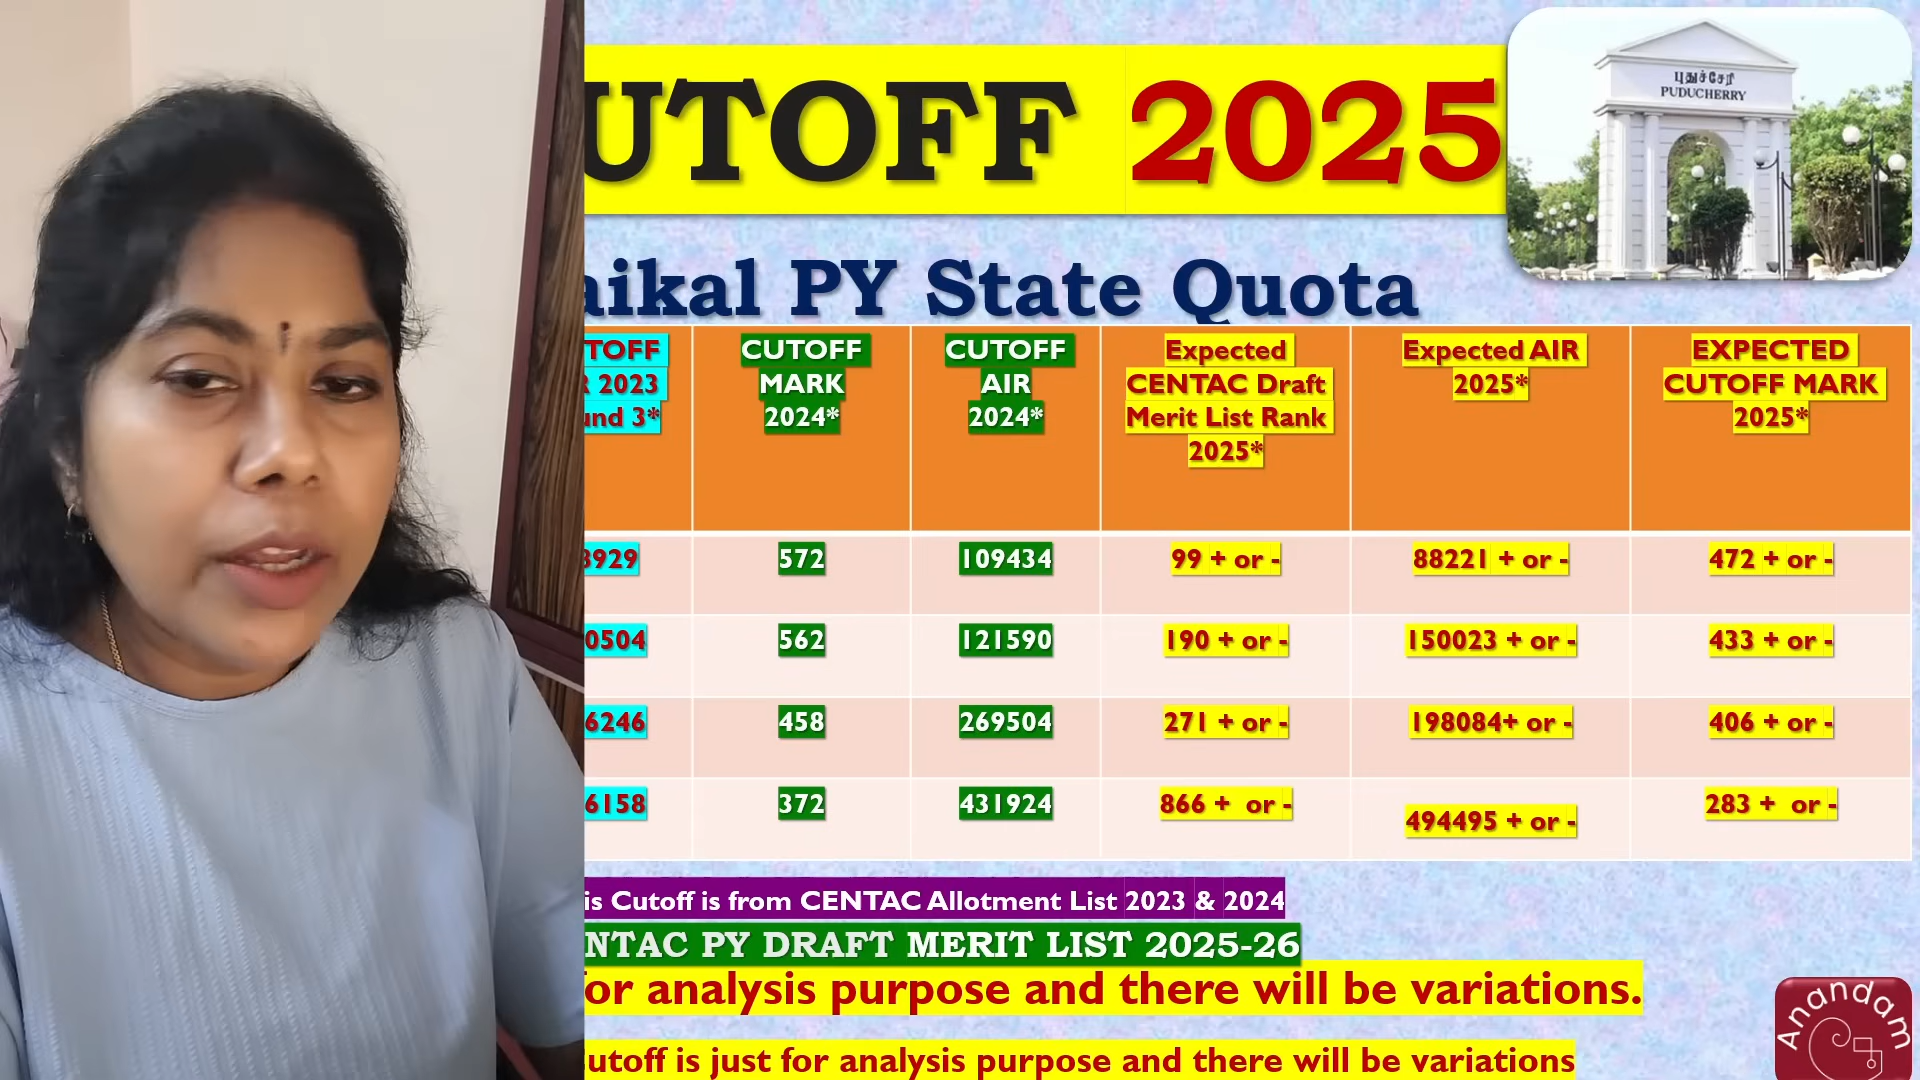 UTOFF 2025
புதுச்சேரி
PUDUCHERRY
aikal PY State Quota
TOFF
2023
und 3*
CUTOFF
MARK
2024*
CUTOFF
AIR
2024*
Expected
CENTAC Draft
Merit List Rank
2025*
Expected AIR
2025*
EXPECTED
CUTOFF MARK
2025*
3929 572 109434 99 + or - 88221 + or - 472 + or -
0504 562 121590 190 + or - 150023 + or - 433 + or -
6246 458 269504 271 + or - 198084+ or - 406 + or -
6158 372 431924 866 + or - 494495 + or - 283 + or -
is Cutoff is from CENTAC Allotment List 2023 & 2024
NTAC PY DRAFT MERIT LIST 2025-26
or analysis purpose and there will be variations.
utoff is just for analysis purpose and there will be variations
Anandam